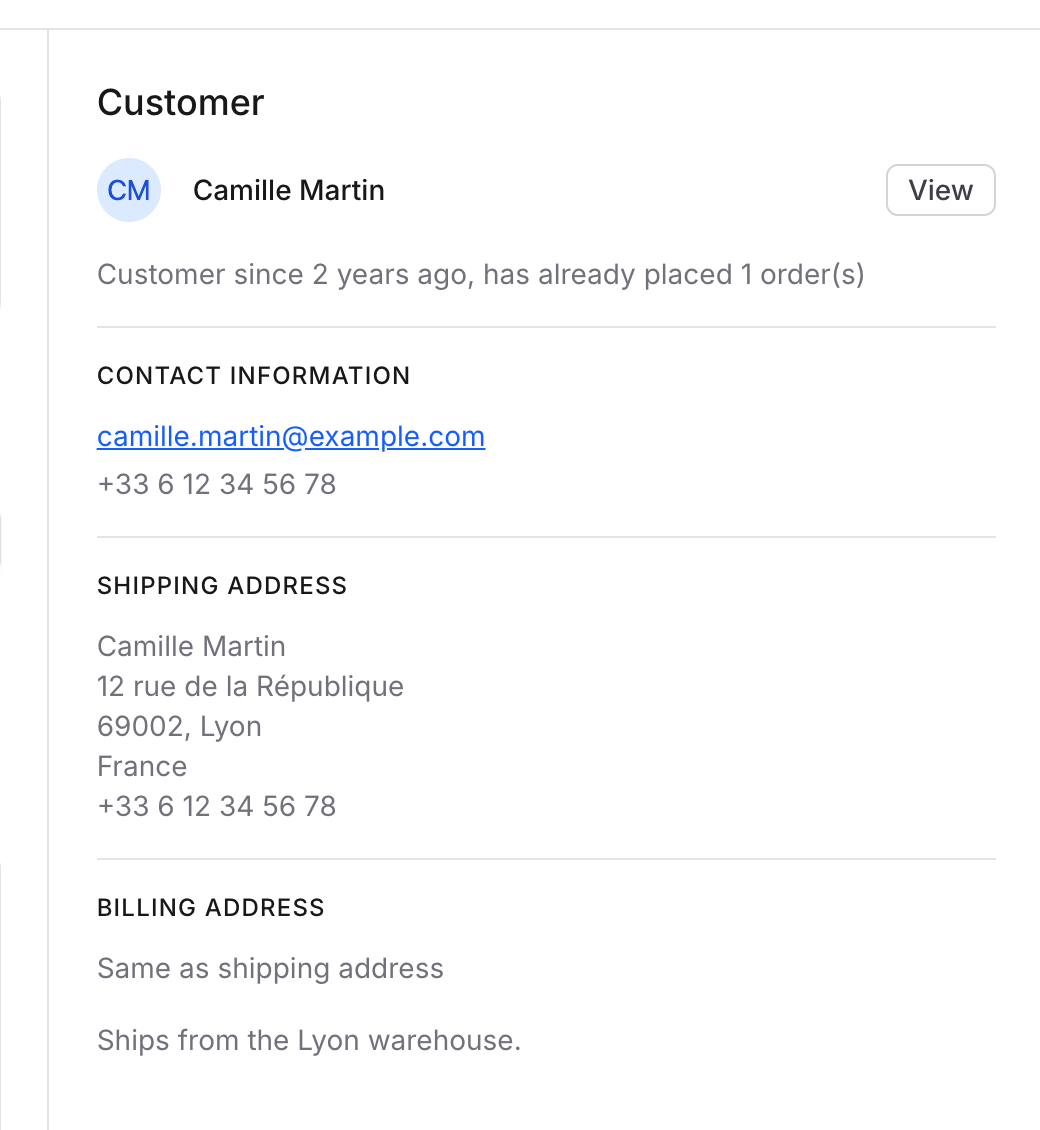 Customer
CM
Camille Martin
View
Customer since 2 years ago, has already placed 1 order(s)
CONTACT INFORMATION
camille.martin@example.com
+33 6 12 34 56 78
SHIPPING ADDRESS
Camille Martin
12 rue de la République
69002, Lyon
France
+33 6 12 34 56 78
BILLING ADDRESS
Same as shipping address
Ships from the Lyon warehouse.